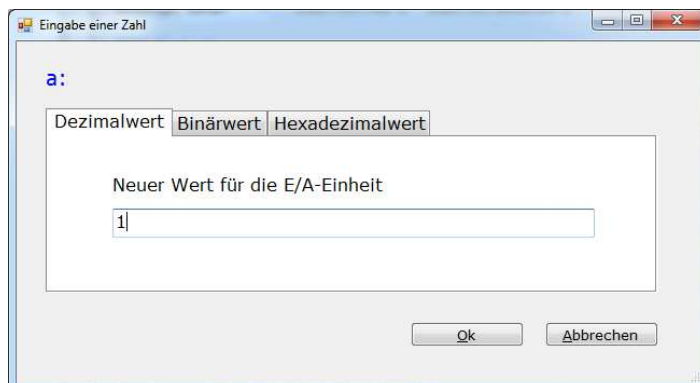 Eingabe einer Zahl
a:
Dezimalwert Binärwert Hexadezimalwert
Neuer Wert für die E/A-Einheit
1
Ok Abbrechen